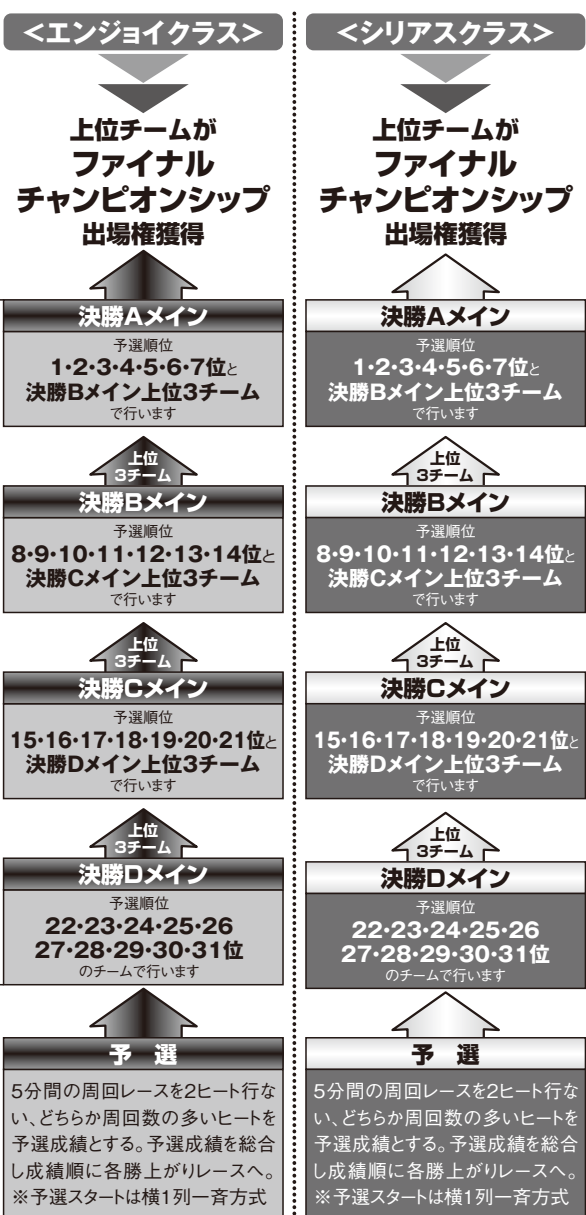 <エンジョイクラス>
上位チームが
ファイナル
チャンピオンシップ
出場権獲得
決勝Aメイン
予選順位
1・2・3・4・5・6・7位と
決勝Bメイン上位3チーム
で行います
上位
3チーム
決勝Bメイン
予選順位
8・9・10・11・12・13・14位と
決勝Cメイン上位3チーム
で行います
上位
3チーム
決勝Cメイン
予選順位
15・16・17・18・19・20・21位と
決勝Dメイン上位3チーム
で行います
上位
3チーム
決勝Dメイン
予選順位
22・23・24・25・26
27・28・29・30・31位
のチームで行います
予 選
5分間の周回レースを2ヒート行な
い、どちらか周回数の多いヒートを
予選成績とする。予選成績を総合
し成績順に各勝上がりレースへ。
※予選スタートは横1列一斉方式
<シリアスクラス>
上位チームが
ファイナル
チャンピオンシップ
出場権獲得
決勝Aメイン
予選順位
1・2・3・4・5・6・7位と
決勝Bメイン上位3チーム
で行います
上位
3チーム
決勝Bメイン
予選順位
8・9・10・11・12・13・14位と
決勝Cメイン上位3チーム
で行います
上位
3チーム
決勝Cメイン
予選順位
15・16・17・18・19・20・21位と
決勝Dメイン上位3チーム
で行います
上位
3チーム
決勝Dメイン
予選順位
22・23・24・25・26
27・28・29・30・31位
のチームで行います
予 選
5分間の周回レースを2ヒート行な
い、どちらか周回数の多いヒートを
予選成績とする。予選成績を総合
し成績順に各勝上がりレースへ。
※予選スタートは横1列一斉方式